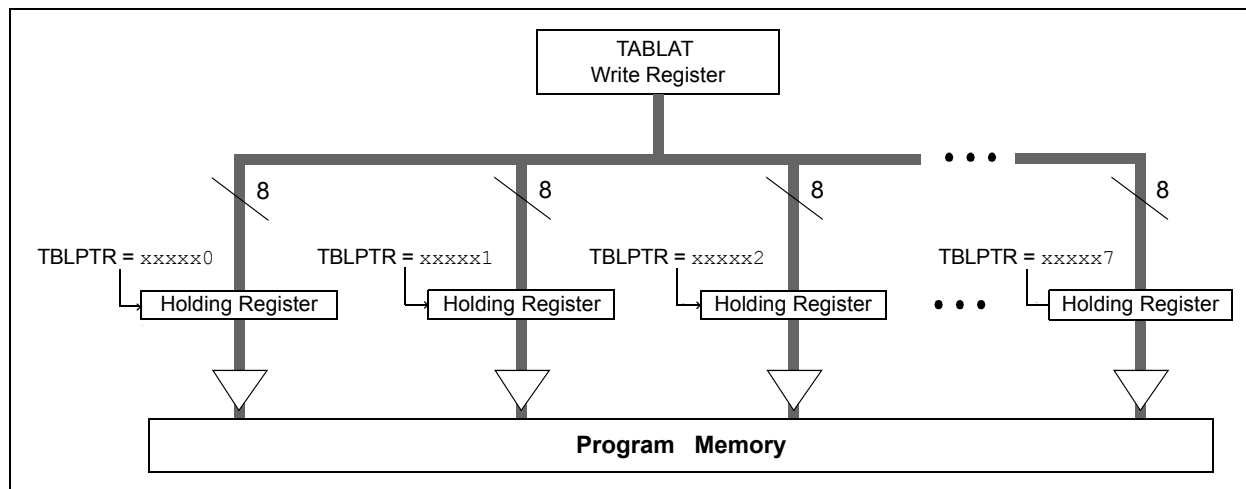 TABLAT
Write Register
• • •
8 8 8 8
TBLPTR = xxxxx0 TBLPTR = xxxxx1 TBLPTR = xxxxx2 TBLPTR = xxxxx7
Holding Register Holding Register Holding Register • • • Holding Register
Program Memory